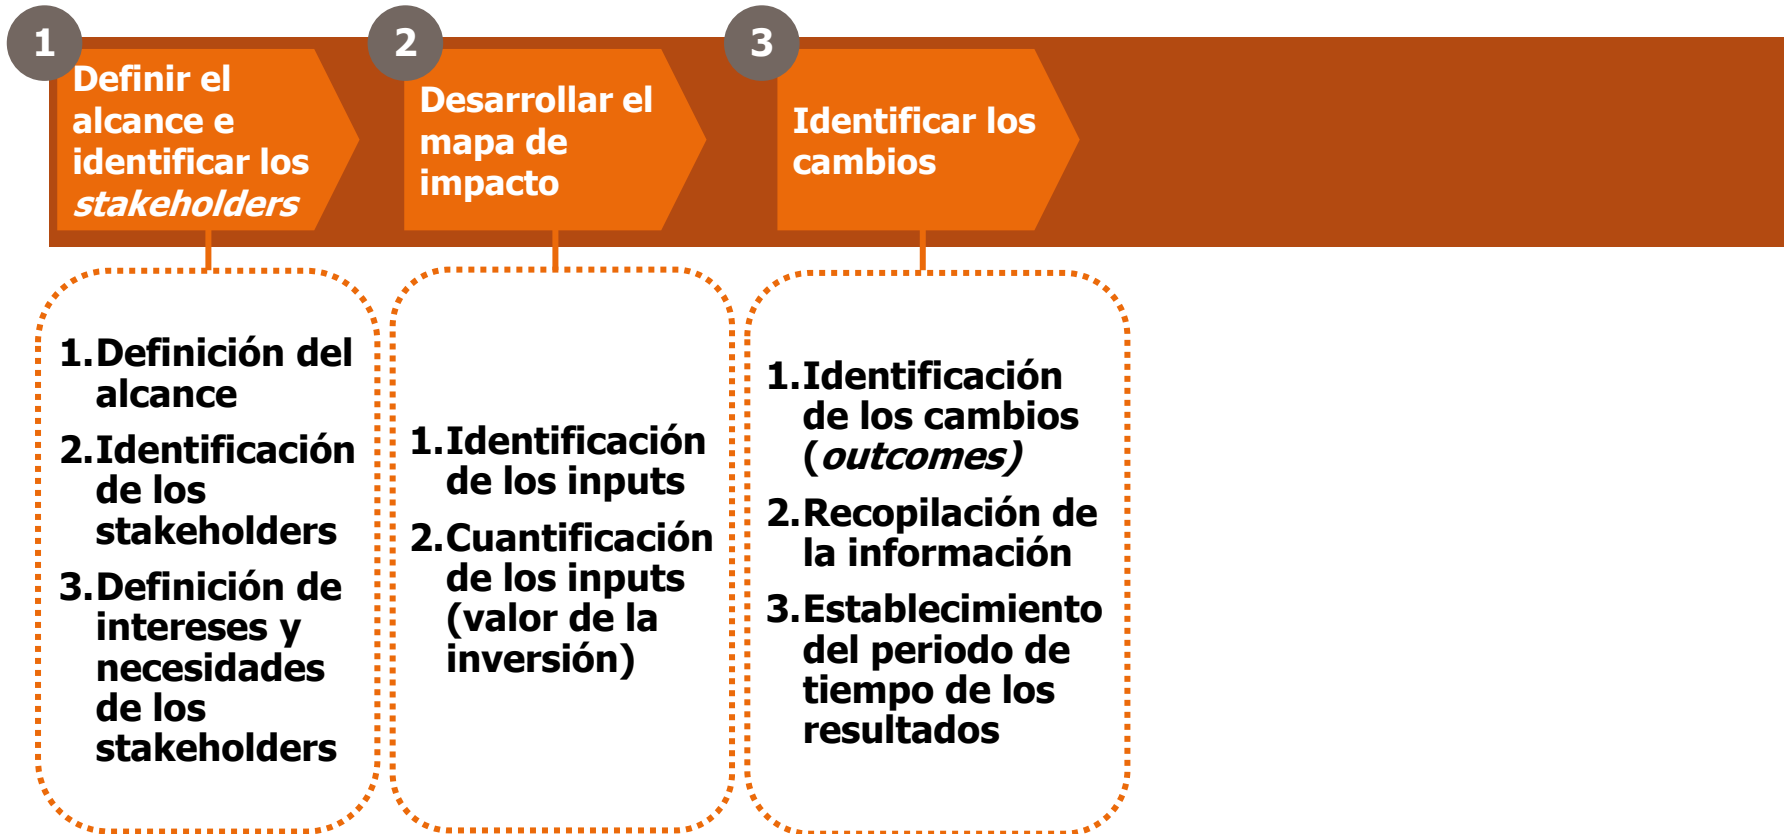 1
Definir el
alcance e
identificar los
stakeholders
2
Desarrollar el
mapa de
impacto
3
Identificar los
cambios
1.Definición del
alcance
2.Identificación
de los
stakeholders
3.Definición de
intereses y
necesidades
de los
stakeholders
1.Identificación
de los inputs
2.Cuantificación
de los inputs
(valor de la
inversión)
1.Identificación
de los cambios
(outcomes)
2.Recopilación de
la información
3.Establecimiento
del periodo de
tiempo de los
resultados